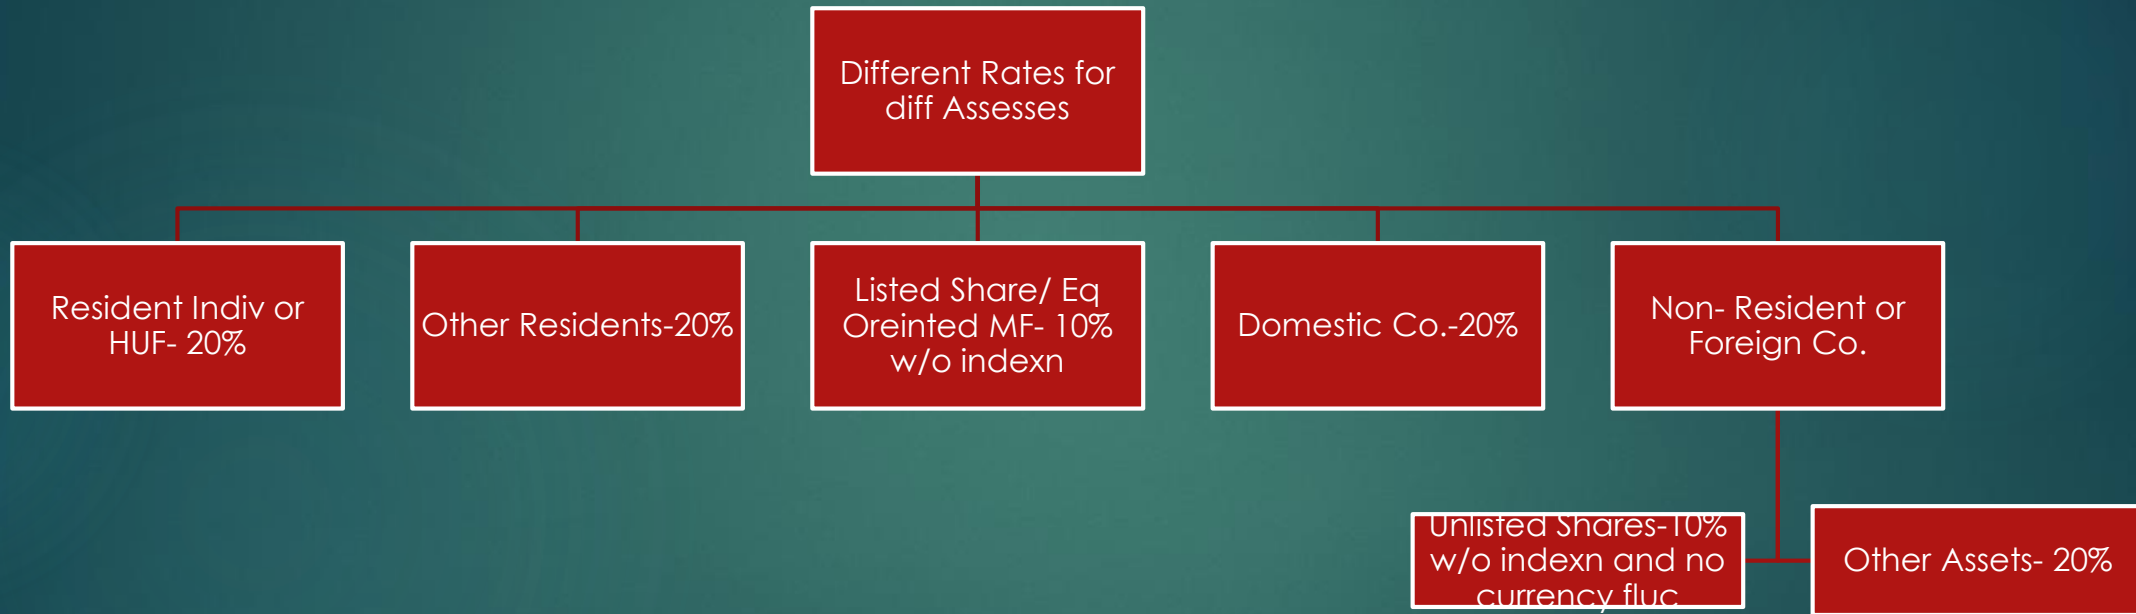 Different Rates for
diff Assesses
Resident Indiv or
HUF- 20%
Other Residents-20%
Listed Share/ Eq
Oreinted MF- 10%
w/o indexn
Domestic Co.-20%
Non- Resident or
Foreign Co.
Unlisted Shares-10%
w/o indexn and no
currency fluc
Other Assets- 20%